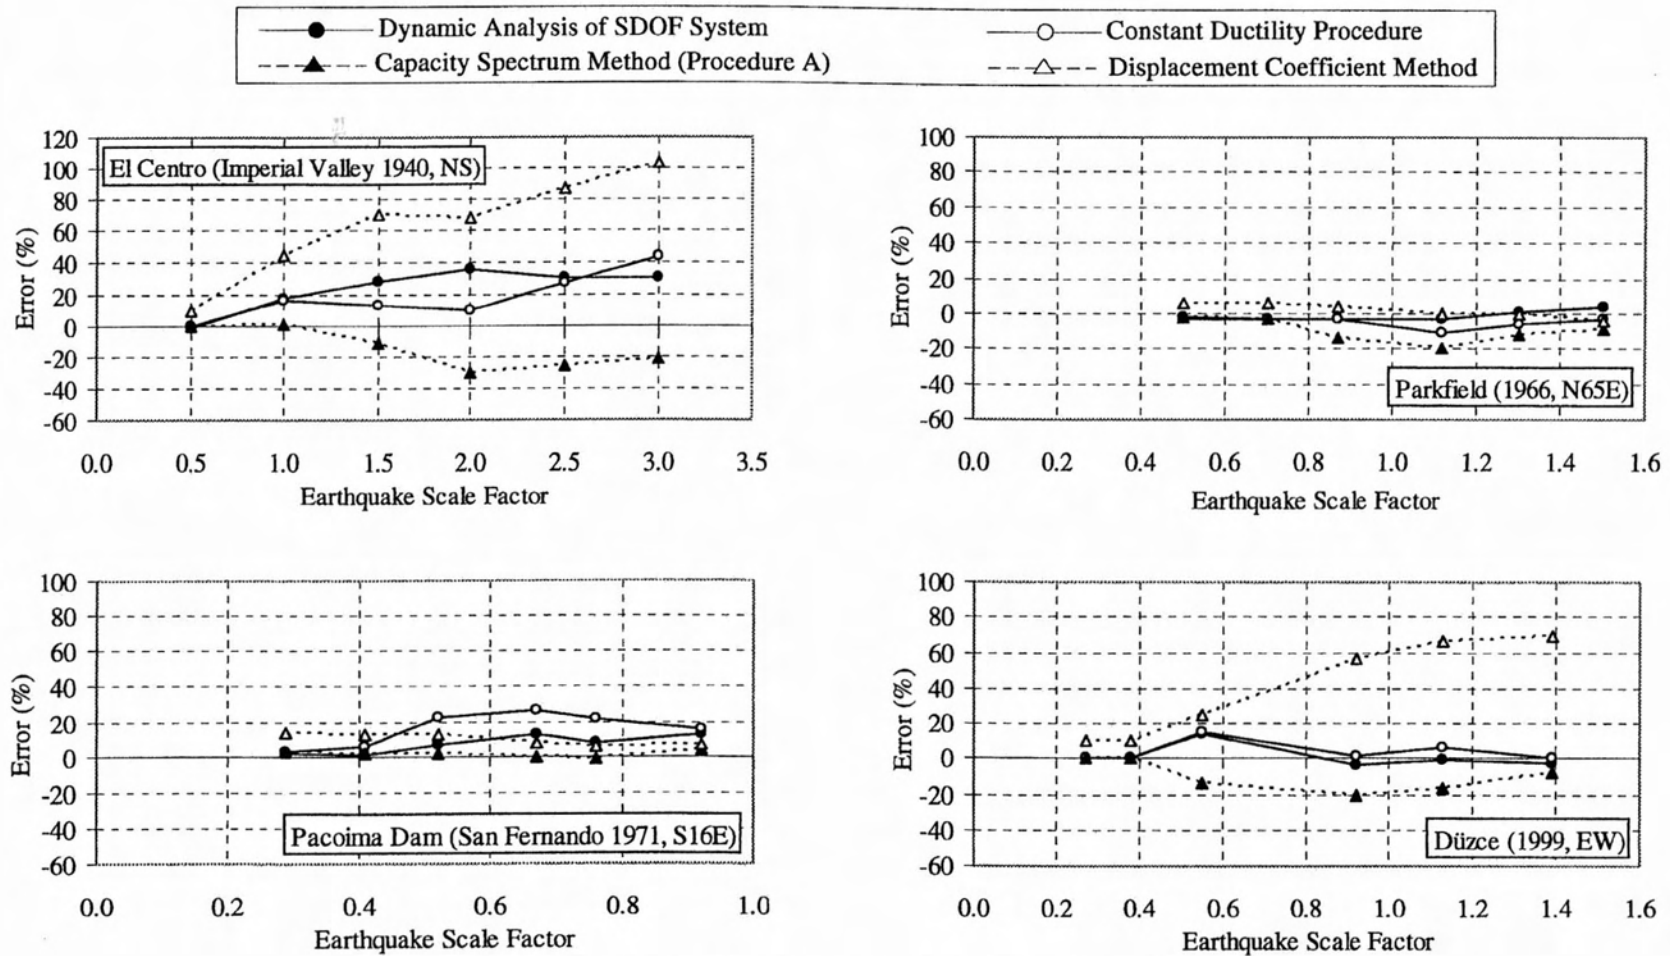 Dynamic Analysis of SDOF System
Constant Ductility Procedure
Capacity Spectrum Method (Procedure A)
Displacement Coefficient Method
120
100
80
60
40
20
0
-20
-40
-60
Error (%)
El Centro (Imperial Valley 1940, NS)
0.0 0.5 1.0 1.5 2.0 2.5 3.0 3.5
Earthquake Scale Factor
100
80
60
40
20
0
-20
-40
-60
Error (%)
Parkfield (1966, N65E)
0.0 0.2 0.4 0.6 0.8 1.0 1.2 1.4 1.6
Earthquake Scale Factor
100
80
60
40
20
0
-20
-40
-60
Error (%)
Pacoima Dam (San Fernando 1971, S16E)
0.0 0.2 0.4 0.6 0.8 1.0
Earthquake Scale Factor
100
80
60
40
20
0
-20
-40
-60
Error (%)
Düzce (1999, EW)
0.0 0.2 0.4 0.6 0.8 1.0 1.2 1.4 1.6
Earthquake Scale Factor